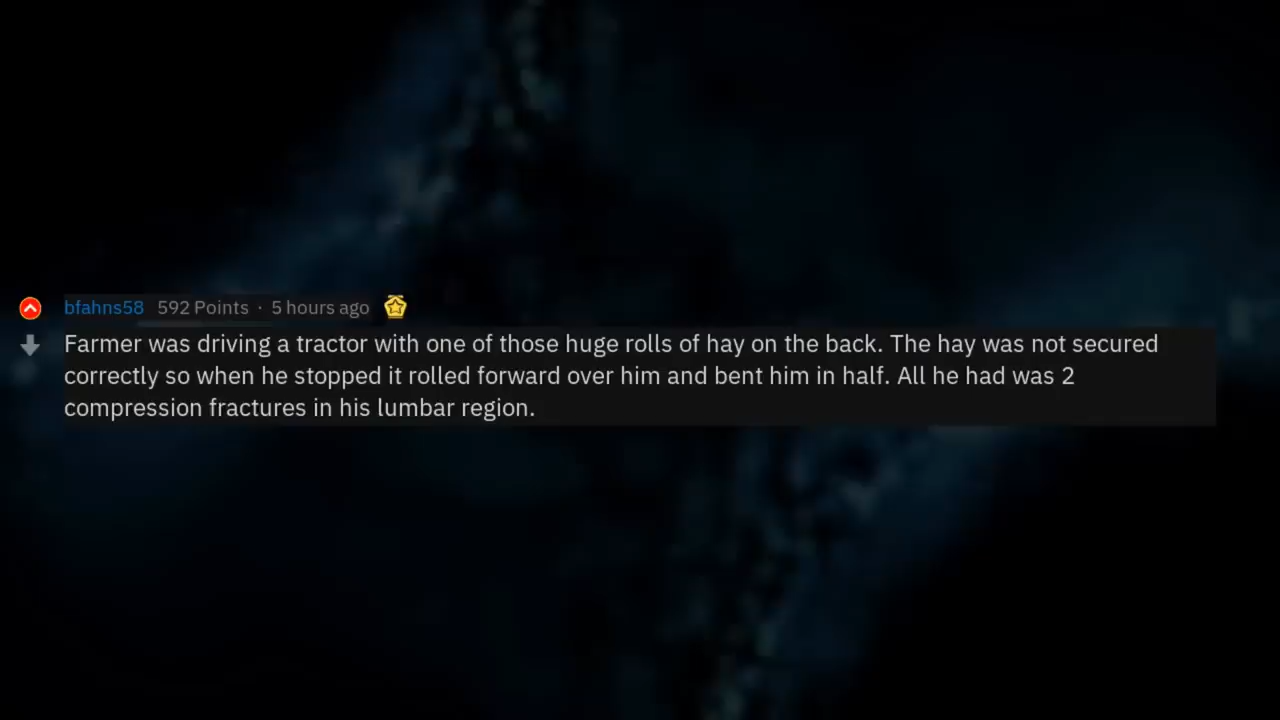 bfahns58 592 Points · 5 hours ago
Farmer was driving a tractor with one of those huge rolls of hay on the back. The hay was not secured
correctly so when he stopped it rolled forward over him and bent him in half. All he had was 2
compression fractures in his lumbar region.